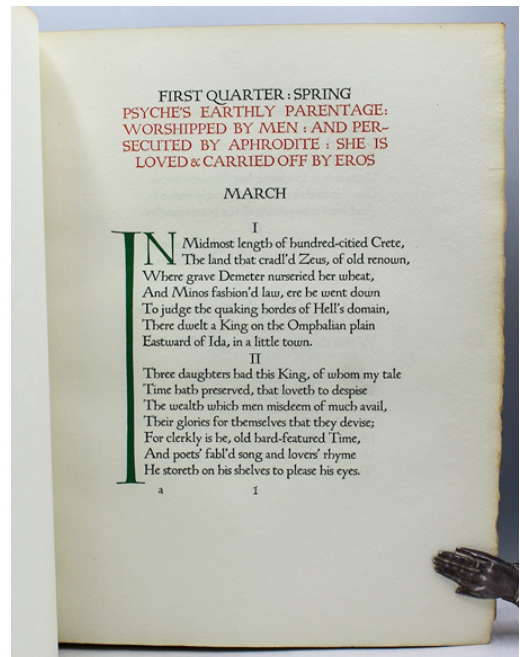 FIRST QUARTER : SPRING
PSYCHE'S EARTHLY PARENTAGE:
WORSHIPPED BY MEN : AND PER-
SECUTED BY APHRODITE : SHE IS
LOVED & CARRIED OFF BY EROS
MARCH
I
IN Midmost length of hundred-citied Crete,
The land that cradl'd Zeus, of old renown,
Where grave Demeter nurseried her wheat,
And Minos fashion'd law, ere he went down
To judge the quaking hordes of Hell's domain,
There dwelt a King on the Omphalian plain
Eastward of Ida, in a little town.
II
Three daughters had this King, of whom my tale
Time hath preserved, that loveth to despise
The wealth which men misdeem of much avail,
Their glories for themselves that they devise;
For clerkly is he, old hard-featured Time,
And poets' fabl'd song and lovers' rhyme
He storeth on his shelves to please his eyes.
a 1